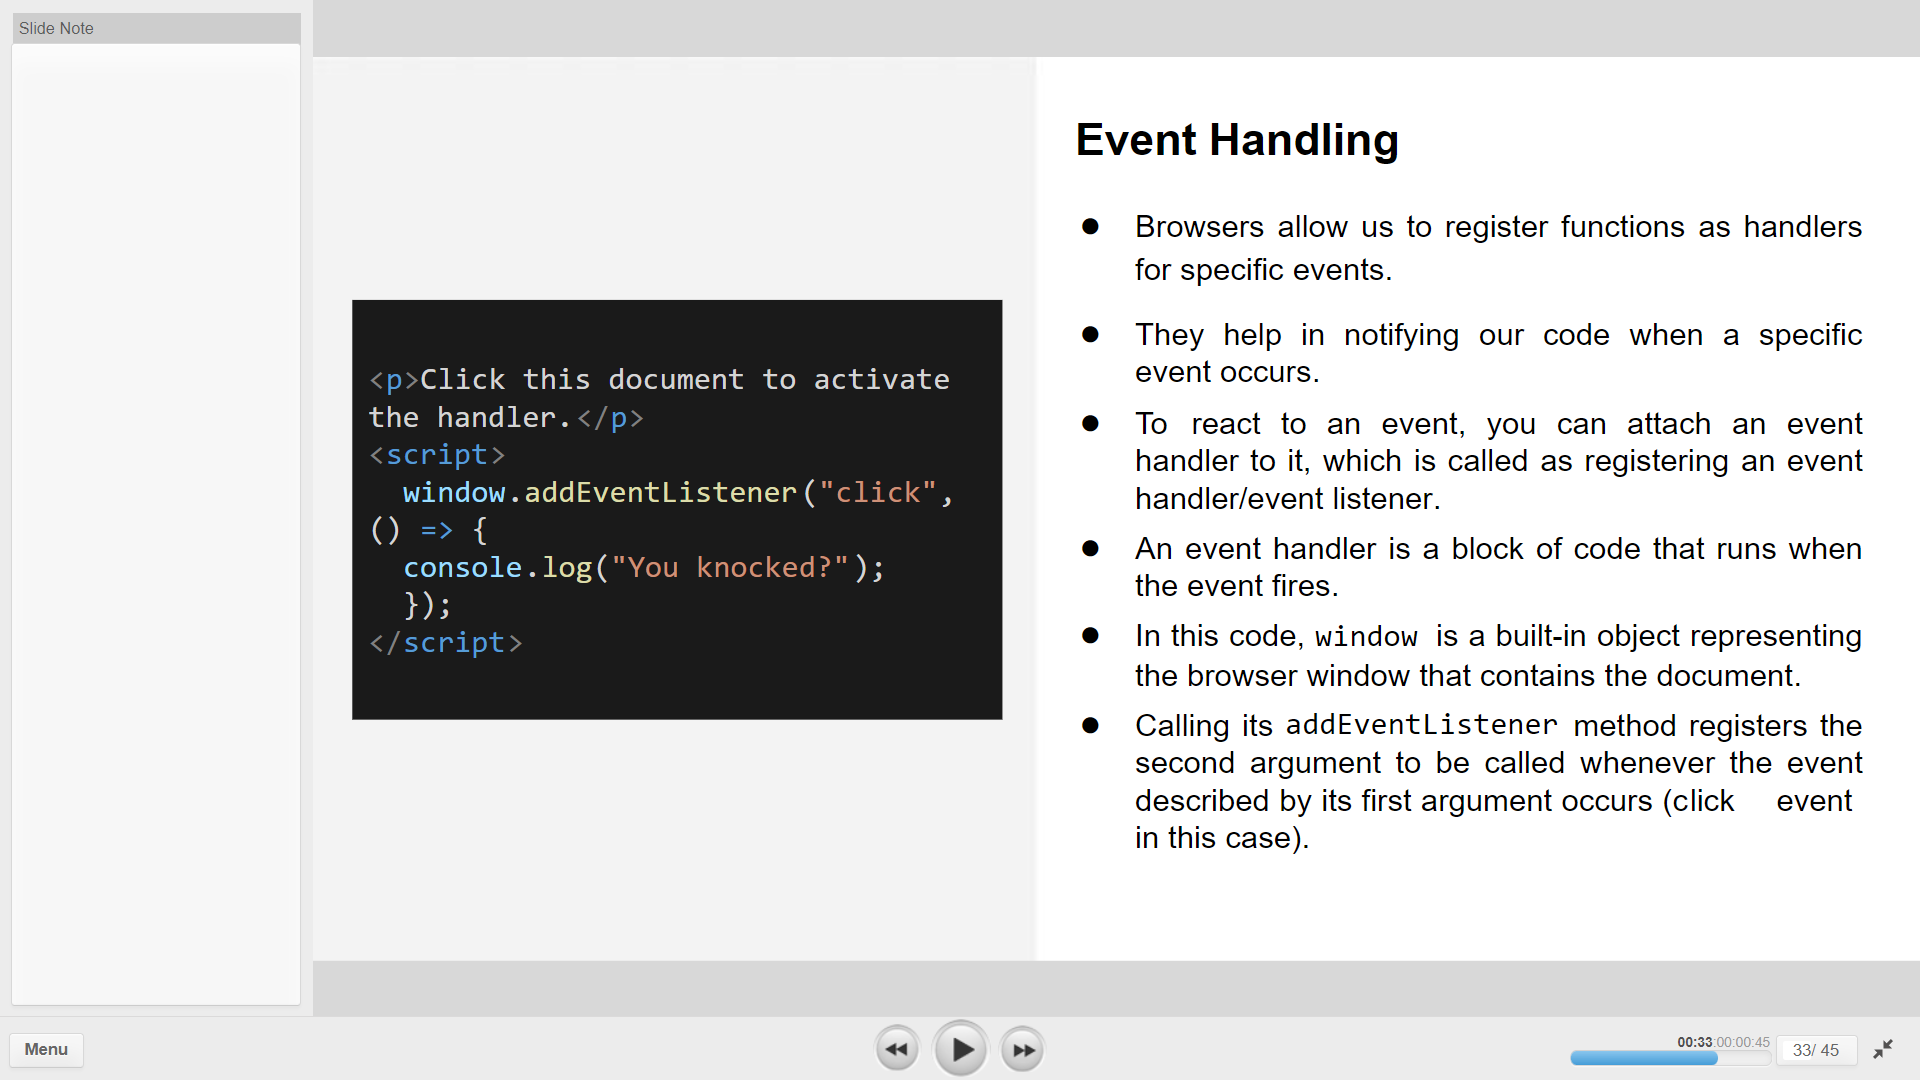 Slide Note
<p>Click this document to activate
the handler.</p>
<script>
  window.addEventListener("click",
() => {
  console.log("You knocked?");
  });
</script>
Event Handling
● Browsers allow us to register functions as handlers
for specific events.
● They help in notifying our code when a specific
event occurs.
● To react to an event, you can attach an event
handler to it, which is called as registering an event
handler/event listener.
● An event handler is a block of code that runs when
the event fires.
● In this code, window is a built-in object representing
the browser window that contains the document.
● Calling its addEventListener method registers the
second argument to be called whenever the event
described by its first argument occurs (click event
in this case).
Menu
00:33:00:00:45
33/ 45